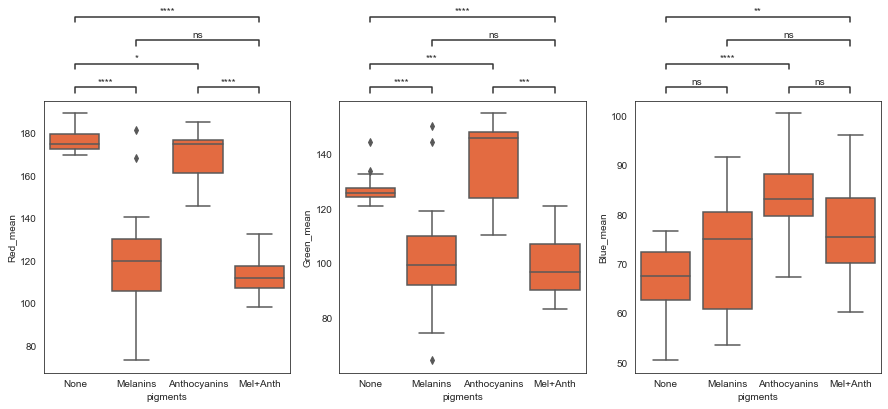 ****
ns
*
**** ****
Red_mean
180
160
140
120
100
80
None Melanins Anthocyanins Mel+Anth
pigments
****
ns
***
**** ***
Green_mean
140
120
100
80
None Melanins Anthocyanins Mel+Anth
pigments
**
ns
****
ns ns
Blue_mean
100
90
80
70
60
50
None Melanins Anthocyanins Mel+Anth
pigments